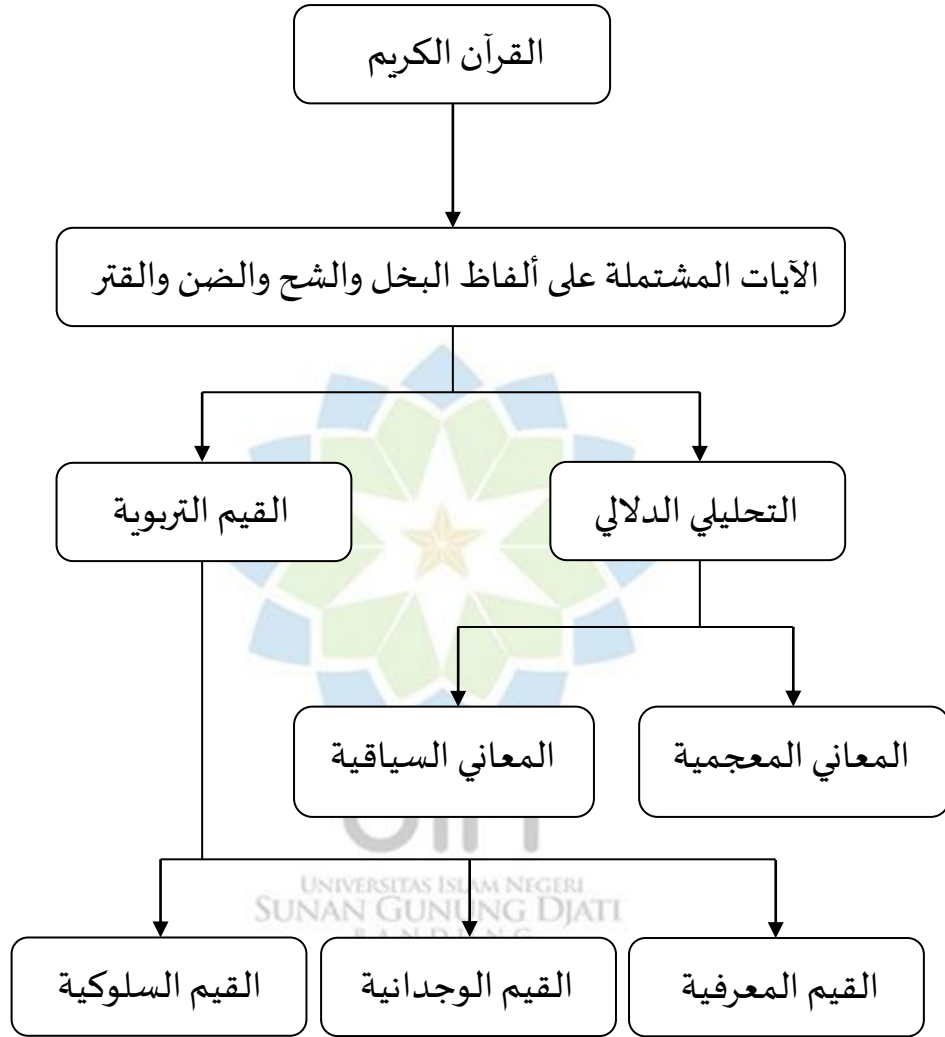 القرآن الكريم
الآيات المشتملة على ألفاظ البخل والشح والضن والقتر
التحليلي الدلالي
القيم التربوية
المعاني المعجمية
المعاني السياقية
UNIVERSITAS ISLAM NEGERI
SUNAN GUNUNG DJATI
القيم المعرفية
القيم الوجدانية
القيم السلوكية